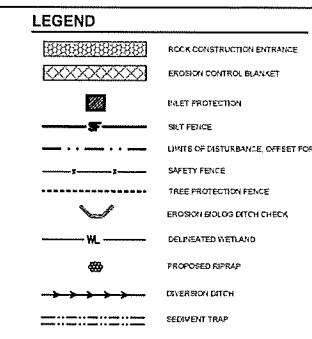 LEGEND
ROCK CONSTRUCTION ENTRANCE
EROSION CONTROL BLANKET
INLET PROTECTION
SF SILT FENCE
LIMITS OF DISTURBANCE, OFFSET FOR
x x SAFETY FENCE
TREE PROTECTION FENCE
EROSION BIOLOG DITCH CHECK
WL DELINEATED WETLAND
PROPOSED RIPRAP
DIVERSION DITCH
SEDIMENT TRAP